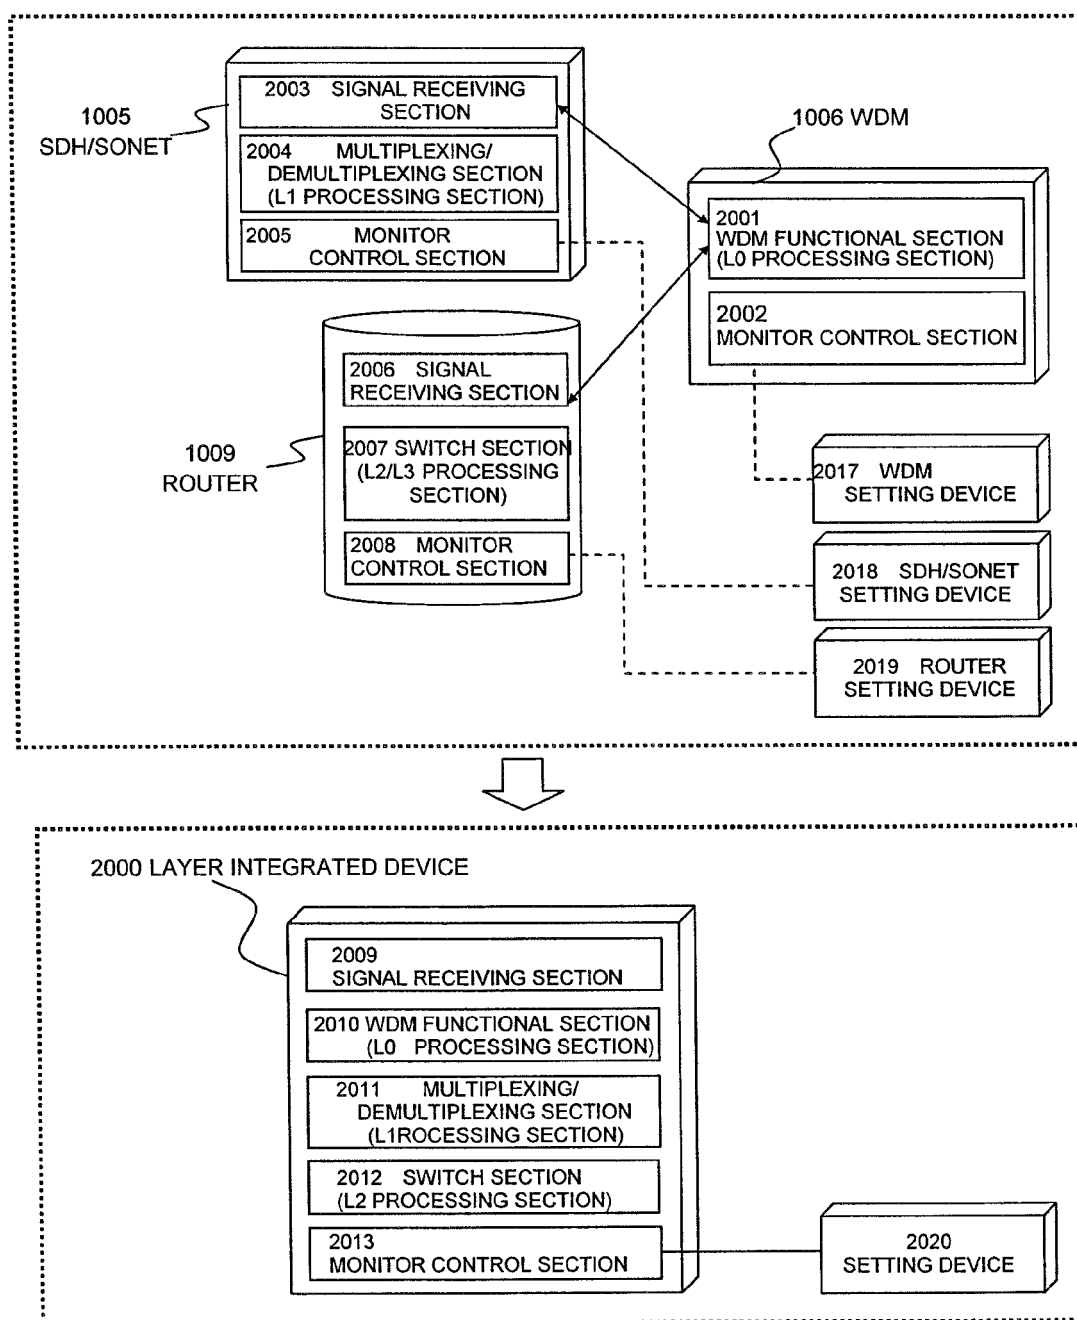 1005
SDH/SONET
2003 SIGNAL RECEIVING
SECTION
2004 MULTIPLEXING/
DEMULTIPLEXING SECTION
(L1 PROCESSING SECTION)
2005 MONITOR
CONTROL SECTION
1006 WDM
2001
WDM FUNCTIONAL SECTION
(L0 PROCESSING SECTION)
2002
MONITOR CONTROL SECTION
1009
ROUTER
2006 SIGNAL
RECEIVING SECTION
2007 SWITCH SECTION
(L2/L3 PROCESSING
SECTION)
2008 MONITOR
CONTROL SECTION
2017 WDM
SETTING DEVICE
2018 SDH/SONET
SETTING DEVICE
2019 ROUTER
SETTING DEVICE
2000 LAYER INTEGRATED DEVICE
2009
SIGNAL RECEIVING SECTION
2010 WDM FUNCTIONAL SECTION
(L0 PROCESSING SECTION)
2011 MULTIPLEXING/
DEMULTIPLEXING SECTION
(L1ROCESSING SECTION)
2012 SWITCH SECTION
(L2 PROCESSING SECTION)
2013
MONITOR CONTROL SECTION
2020
SETTING DEVICE